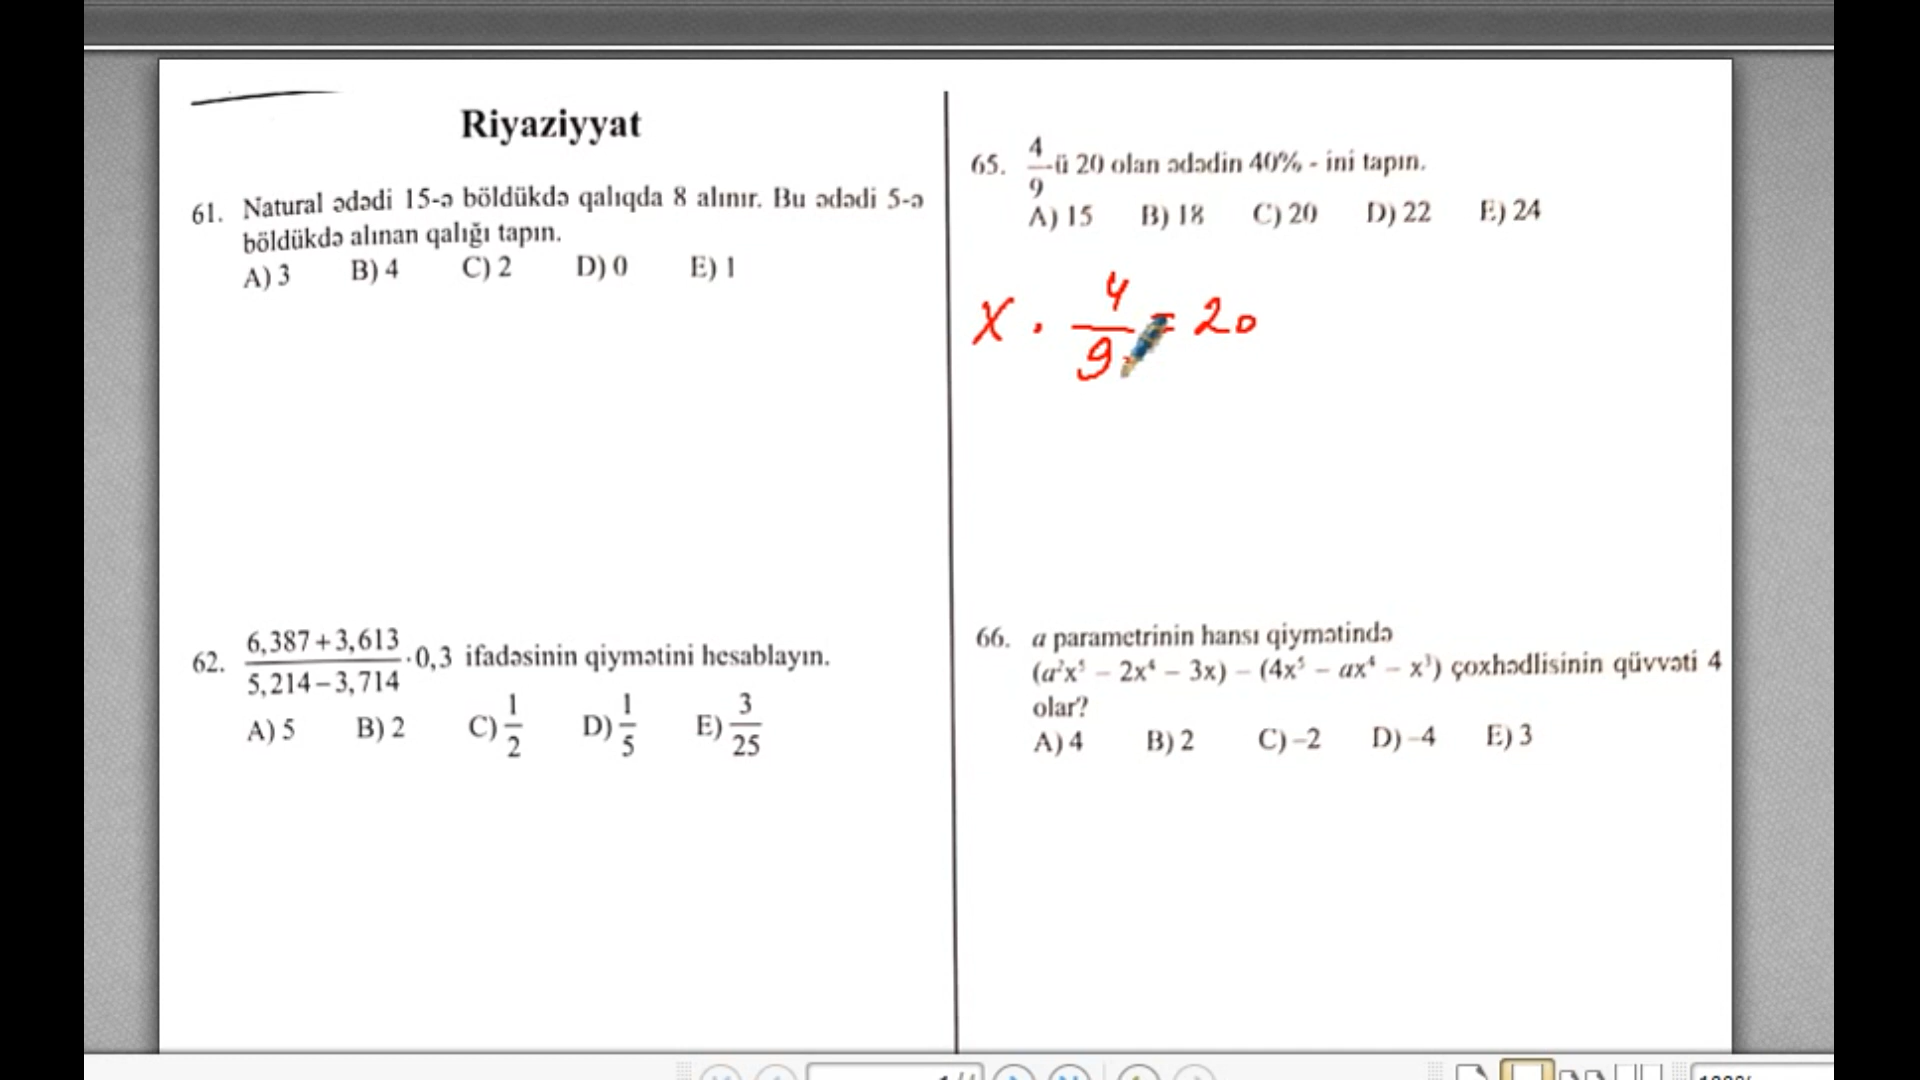 Riyaziyyat
61. Natural ədədi 15-ə böldükdə qalıqda 8 alınır. Bu ədədi 5-ə
böldükdə alınan qalığı tapın.
A) 3 B) 4 C) 2 D) 0 E) 1
62. (6,387+3,613)/(5,214−3,714) · 0,3 ifadəsinin qiymətini hesablayın.
A) 5 B) 2 C) 1/2 D) 1/5 E) 3/25
65. 4/9-ü 20 olan ədədin 40% - ini tapın.
A) 15 B) 18 C) 20 D) 22 E) 24
X · 4/9 = 20
66. a parametrinin hansı qiymətində
(a²x⁵ − 2x⁴ − 3x) − (4x⁵ − ax⁴ − x³) çoxhədlisinin qüvvəti 4
olar?
A) 4 B) 2 C) −2 D) −4 E) 3